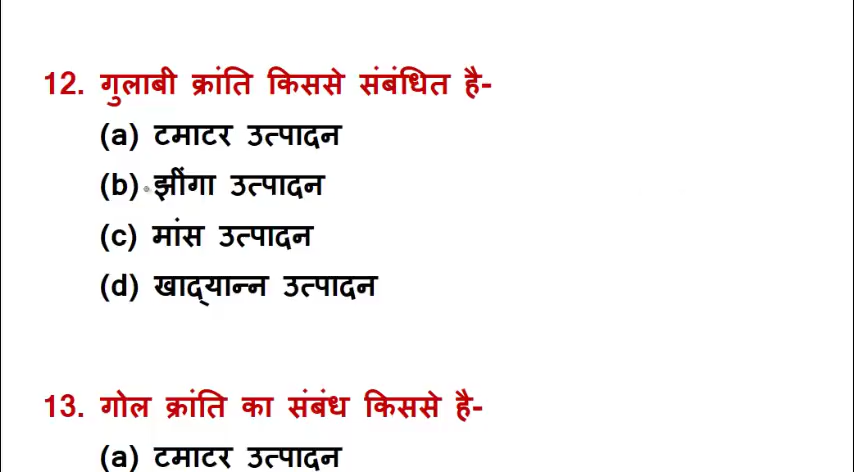 12. गुलाबी क्रांति किससे संबंधित है-
(a) टमाटर उत्पादन
(b) झींगा उत्पादन
(c) मांस उत्पादन
(d) खाद्यान्न उत्पादन
13. गोल क्रांति का संबंध किससे है-
(a) टमाटर उत्पादन